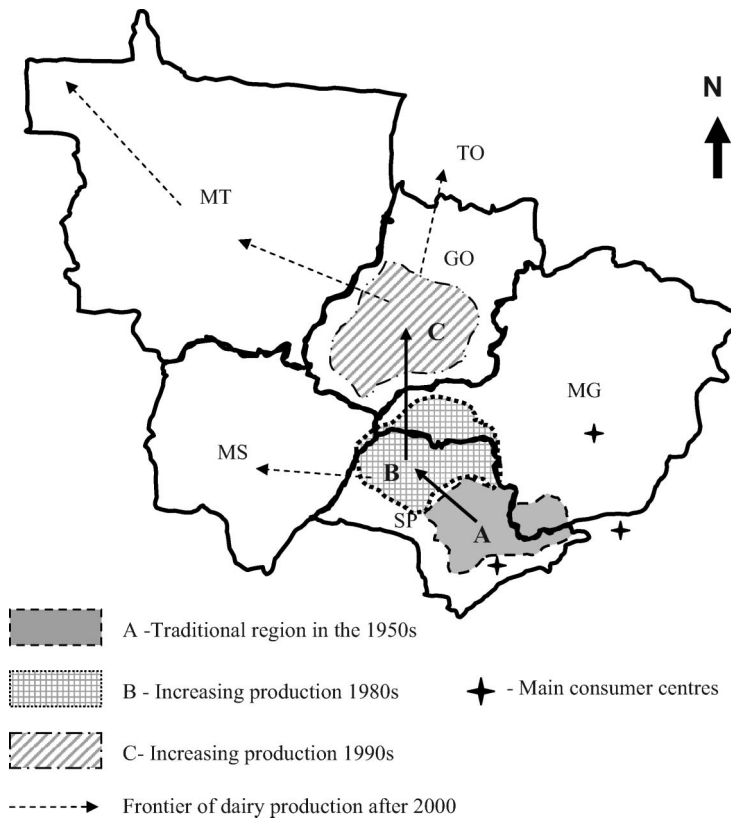 N
TO
MT
GO
C
MG
MS
B
SP
A
A -Traditional region in the 1950s
B - Increasing production 1980s
- Main consumer centres
C- Increasing production 1990s
Frontier of dairy production after 2000